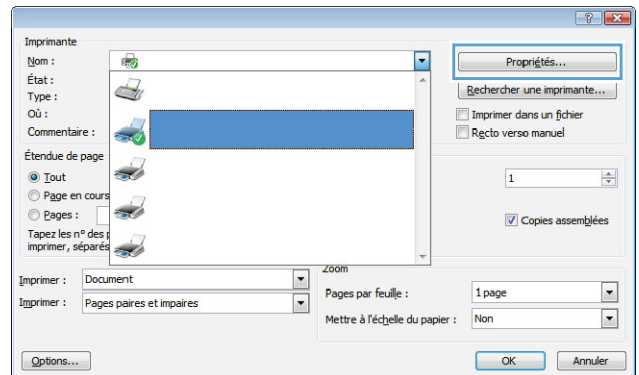 Imprimante
Nom :
Propriétés...
État :
Type :
Rechercher une imprimante...
Où :
Imprimer dans un fichier
Commentaire :
Recto verso manuel
Étendue de page
Tout
1
Page en cours
Pages :
Copies assemblées
Tapez les nº des
imprimer, séparés
Zoom
Imprimer :
Document
Pages par feuille :
1 page
Imprimer :
Pages paires et impaires
Mettre à l'échelle du papier :
Non
Options...
OK
Annuler